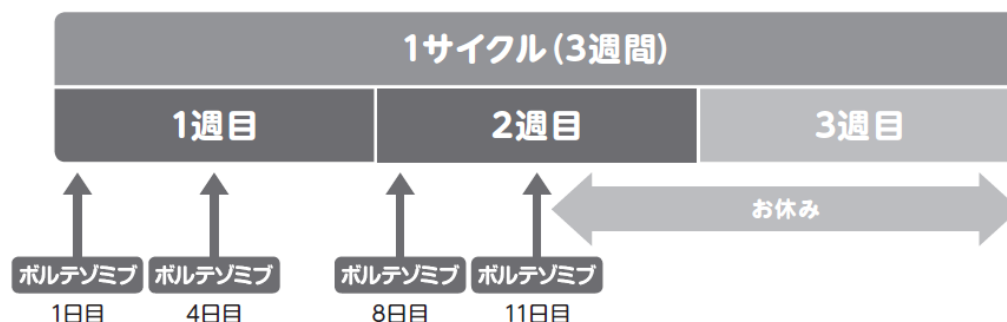 1サイクル(3週間)
1週目 2週目 3週目
お休み
ボルテゾミブ ボルテゾミブ ボルテゾミブ ボルテゾミブ
1日目 4日目 8日目 11日目